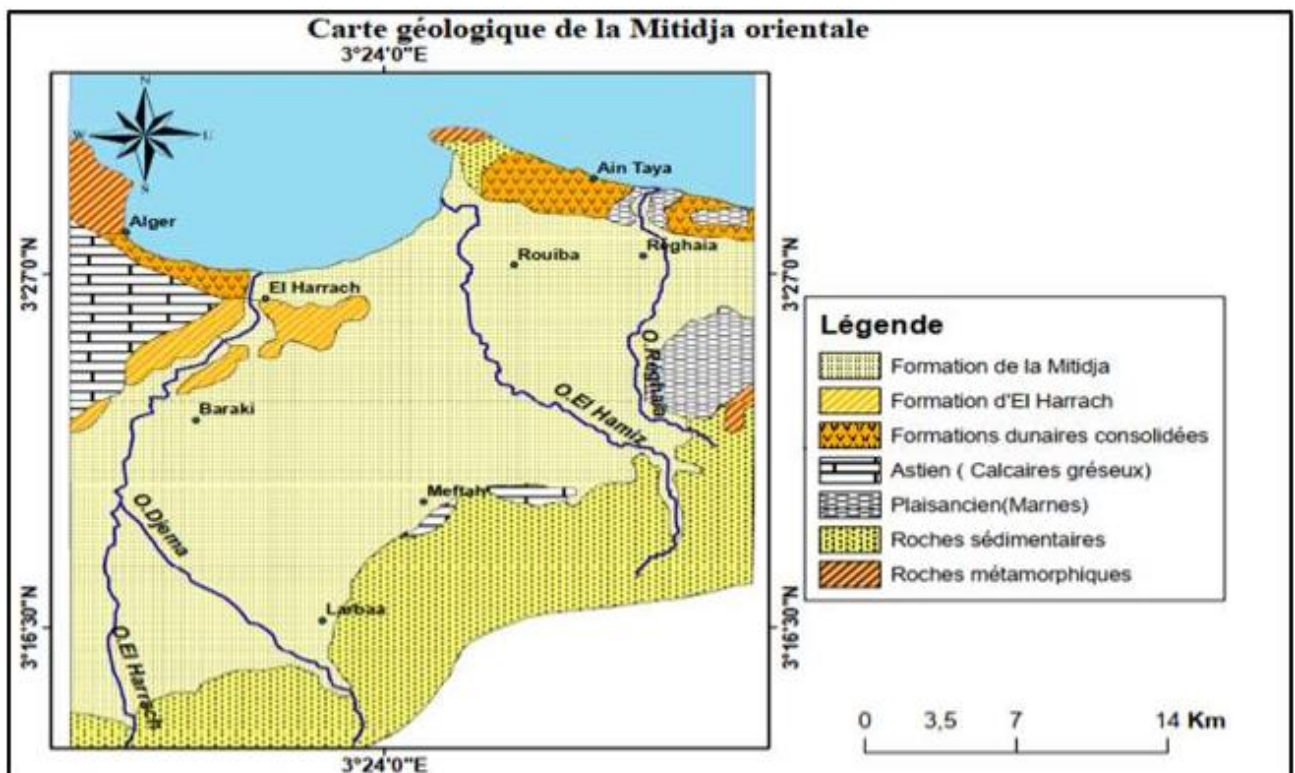 Carte géologique de la Mitidja orientale
3°24'0"E
N
W
U
S
Ain Taya
Alger
Rouiba
Réghaia
3°27'0"N
3°27'0"N
El Harrach
Légende
Formation de la Mitidja
Formation d'El Harrach
Formations dunaires consolidées
Astien ( Calcaires gréseux)
Plaisancien(Marnes)
Roches sédimentaires
Roches métamorphiques
O.Réghaia
Baraki
O.El Hamiz
Meftah
O.Djema
Larbaa
3°16'30"N
3°16'30"N
O.El Harrach
0 3,5 7 14 Km
3°24'0"E